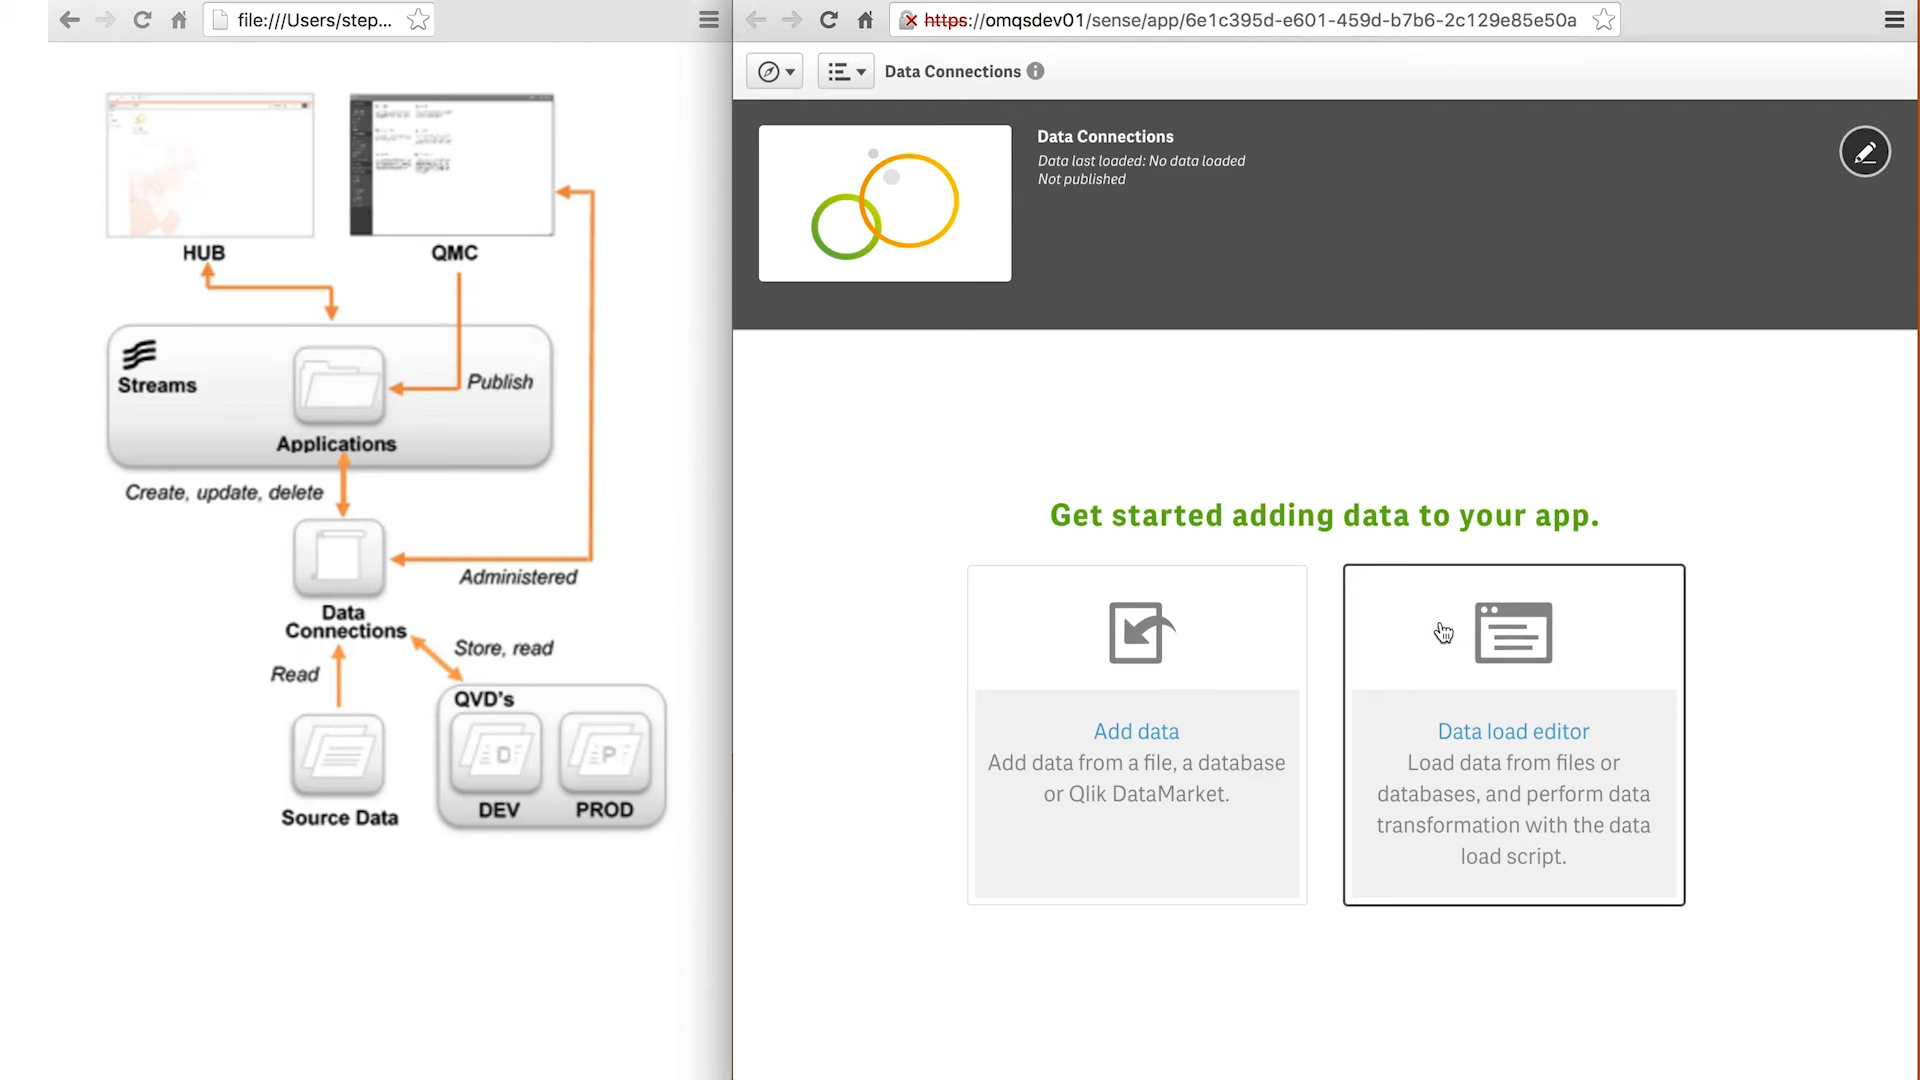 file:///Users/step...
HUB
QMC
Streams
Publish
Applications
Create, update, delete
Administered
Data
Connections
Store, read
Read
QVD's
D
P
DEV
PROD
Source Data
https://omqsdev01/sense/app/6e1c395d-e601-459d-b7b6-2c129e85e50a
Data Connections
Data Connections
Data last loaded: No data loaded
Not published
Get started adding data to your app.
Add data
Add data from a file, a database
or Qlik DataMarket.
Data load editor
Load data from files or
databases, and perform data
transformation with the data
load script.